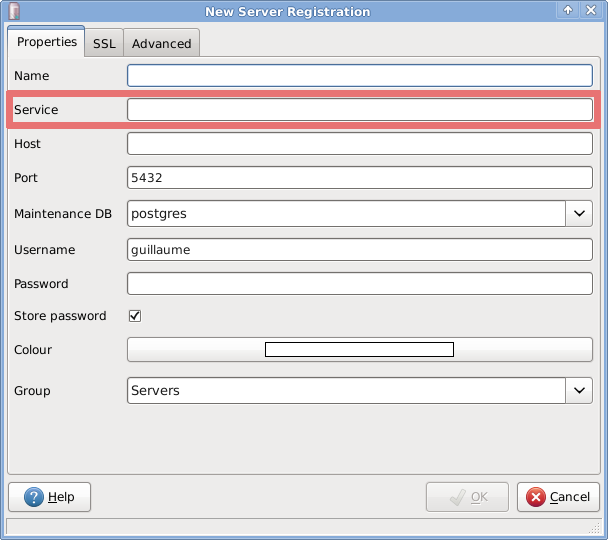 New Server Registration
Properties SSL Advanced
Name
Service
Host
Port 5432
Maintenance DB postgres
Username guillaume
Password
Store password
Colour
Group Servers
Help OK Cancel